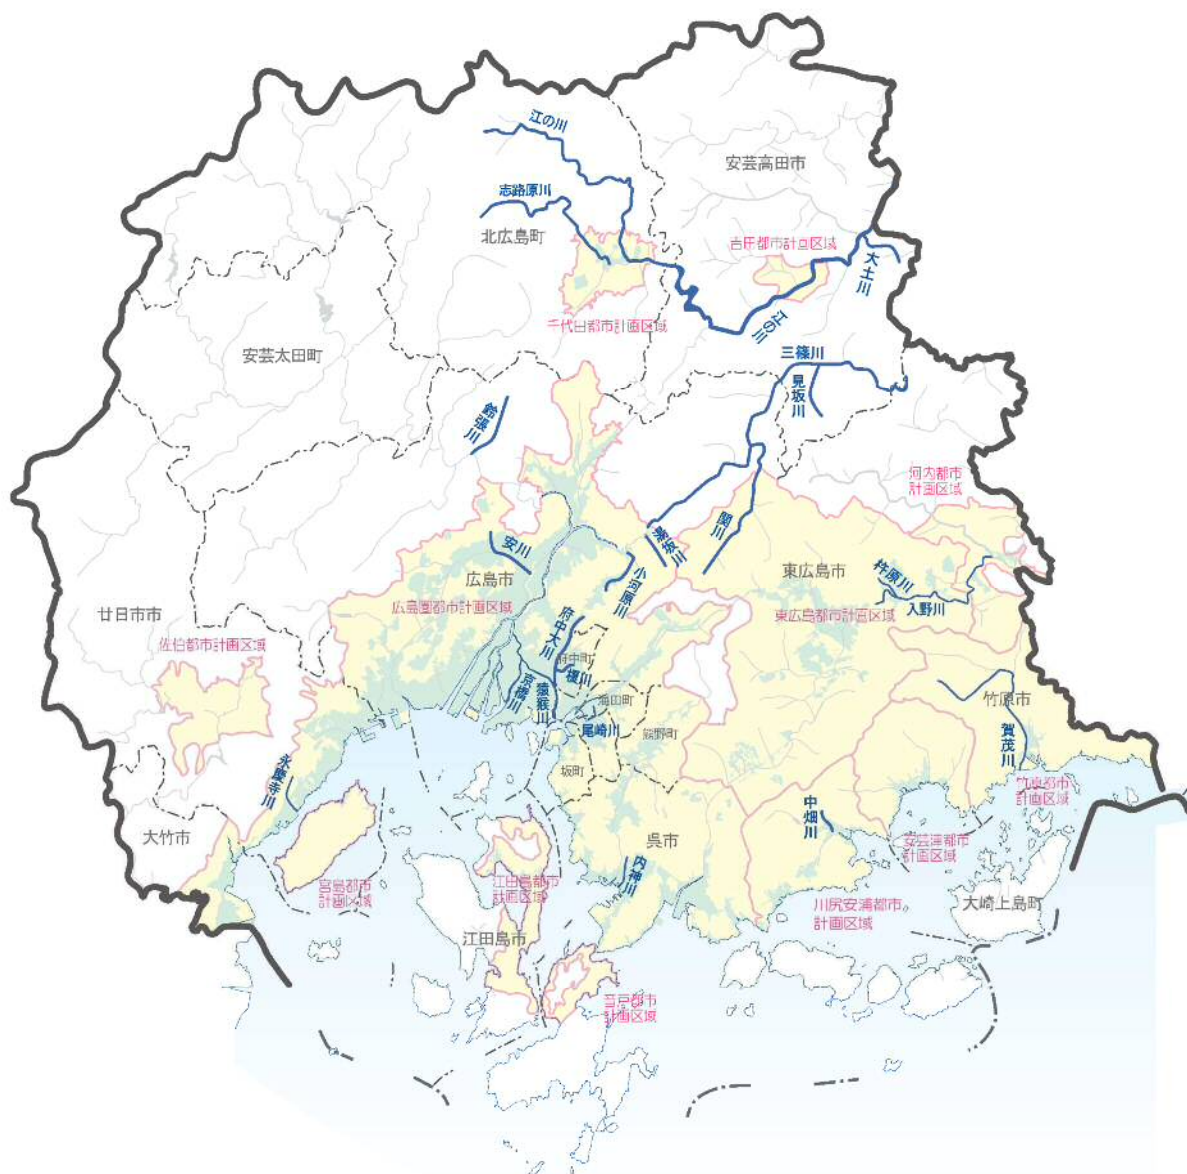 江の川
安芸高田市
志路原川
北広島町
吉田都市計画区域
大土川
千代田都市計画区域
江の川
安芸太田町
三篠川
見坂川
鈴張川
河内都市
計画区域
湯坂川
関川
安川
広島市
小河原川
東広島市
杵原川
入野川
広島圏都市計画区域
東広島都市計画区域
廿日市市
佐伯都市計画区域
府中大川
府中町
榎川
京橋川
猿猴川
海田町
尾崎川
熊野町
坂町
竹原市
賀茂川
永慶寺川
竹原都市
計画区域
大竹市
中畑川
呉市
安芸津都市
計画区域
内神川
宮島都市
計画区域
江田島都市
計画区域
川尻安浦都市
計画区域
大崎上島町
江田島市
音戸都市
計画区域